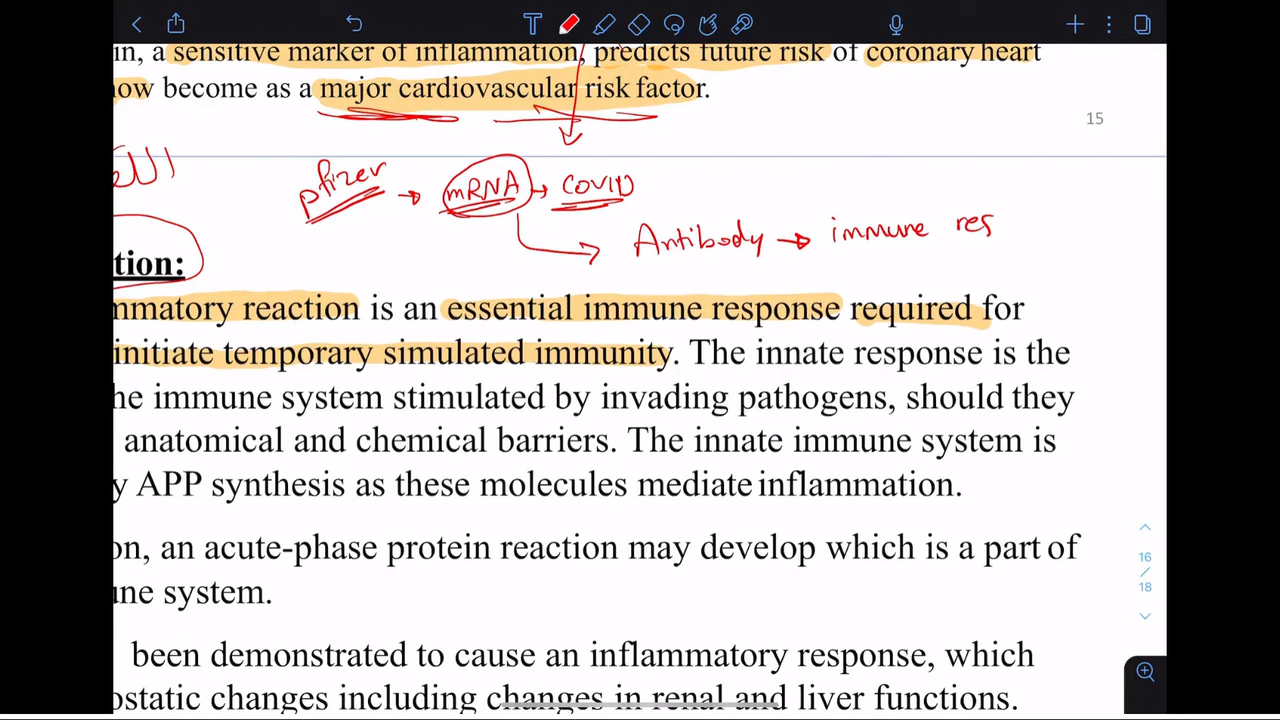 in, a sensitive marker of inflammation, predicts future risk of coronary heart
now become as a major cardiovascular risk factor.
15
pfizer → mRNA → COVID
Antibody → immune res
tion:
mmatory reaction is an essential immune response required for
initiate temporary simulated immunity. The innate response is the
he immune system stimulated by invading pathogens, should they
anatomical and chemical barriers. The innate immune system is
y APP synthesis as these molecules mediate inflammation.
on, an acute-phase protein reaction may develop which is a part of
une system.
been demonstrated to cause an inflammatory response, which
ostatic changes including changes in renal and liver functions.
16
/
18